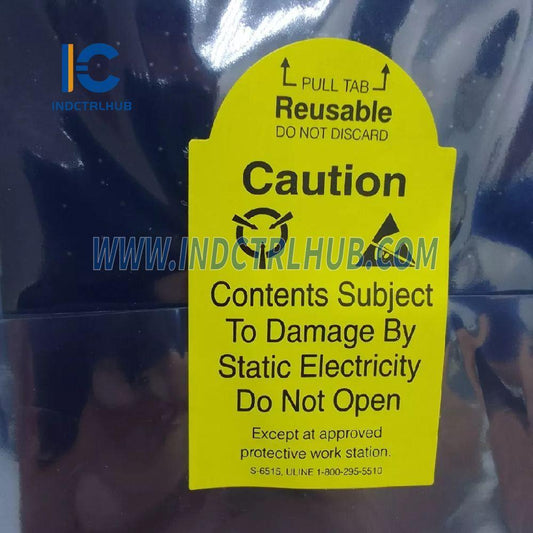 INDCTRLHUB
PULL TAB
Reusable
DO NOT DISCARD
Caution
WWW.INDCTRLHUB.COM
Contents Subject
To Damage By
Static Electricity
Do Not Open
Except at approved
protective work station.
S-6515, ULINE 1-800-295-5510